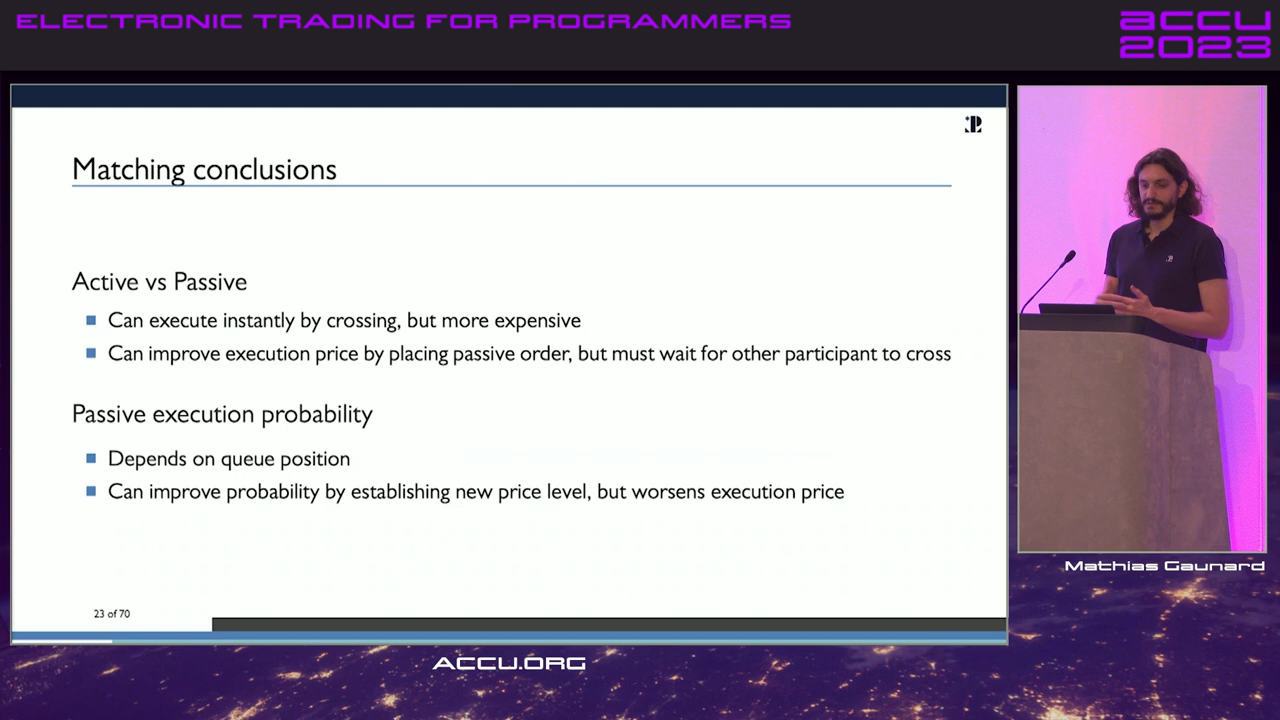 ELECTRONIC TRADING FOR PROGRAMMERS
accu
2023
Matching conclusions
Active vs Passive
Can execute instantly by crossing, but more expensive
Can improve execution price by placing passive order, but must wait for other participant to cross
Passive execution probability
Depends on queue position
Can improve probability by establishing new price level, but worsens execution price
23 of 70
Mathias Gaunard
ACCU.ORG